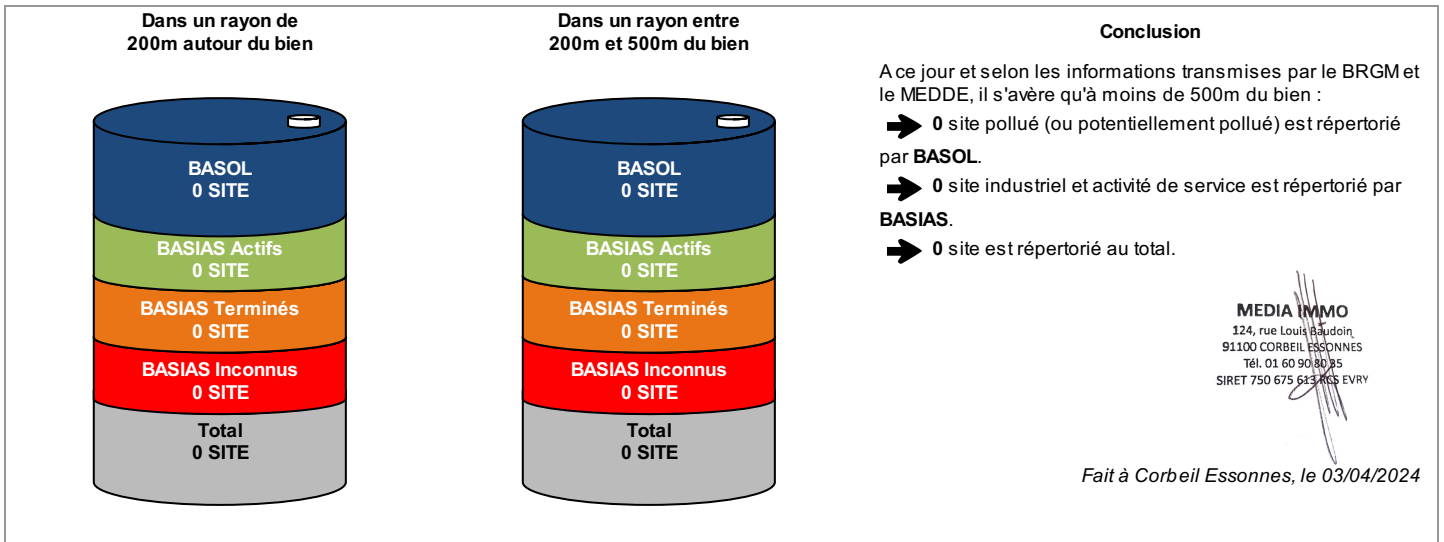 Dans un rayon de
200m autour du bien
BASOL
0 SITE
BASIAS Actifs
0 SITE
BASIAS Terminés
0 SITE
BASIAS Inconnus
0 SITE
Total
0 SITE
Dans un rayon entre
200m et 500m du bien
BASOL
0 SITE
BASIAS Actifs
0 SITE
BASIAS Terminés
0 SITE
BASIAS Inconnus
0 SITE
Total
0 SITE
Conclusion
A ce jour et selon les informations transmises par le BRGM et
le MEDDE, il s'avère qu'à moins de 500m du bien :
0 site pollué (ou potentiellement pollué) est répertorié
par BASOL.
0 site industriel et activité de service est répertorié par
BASIAS.
0 site est répertorié au total.
MEDIA IMMO
124, rue Louis Baudoin
91100 CORBEIL ESSONNES
Tél. 01 60 90 80 85
SIRET 750 675 613 RCS EVRY
Fait à Corbeil Essonnes, le 03/04/2024